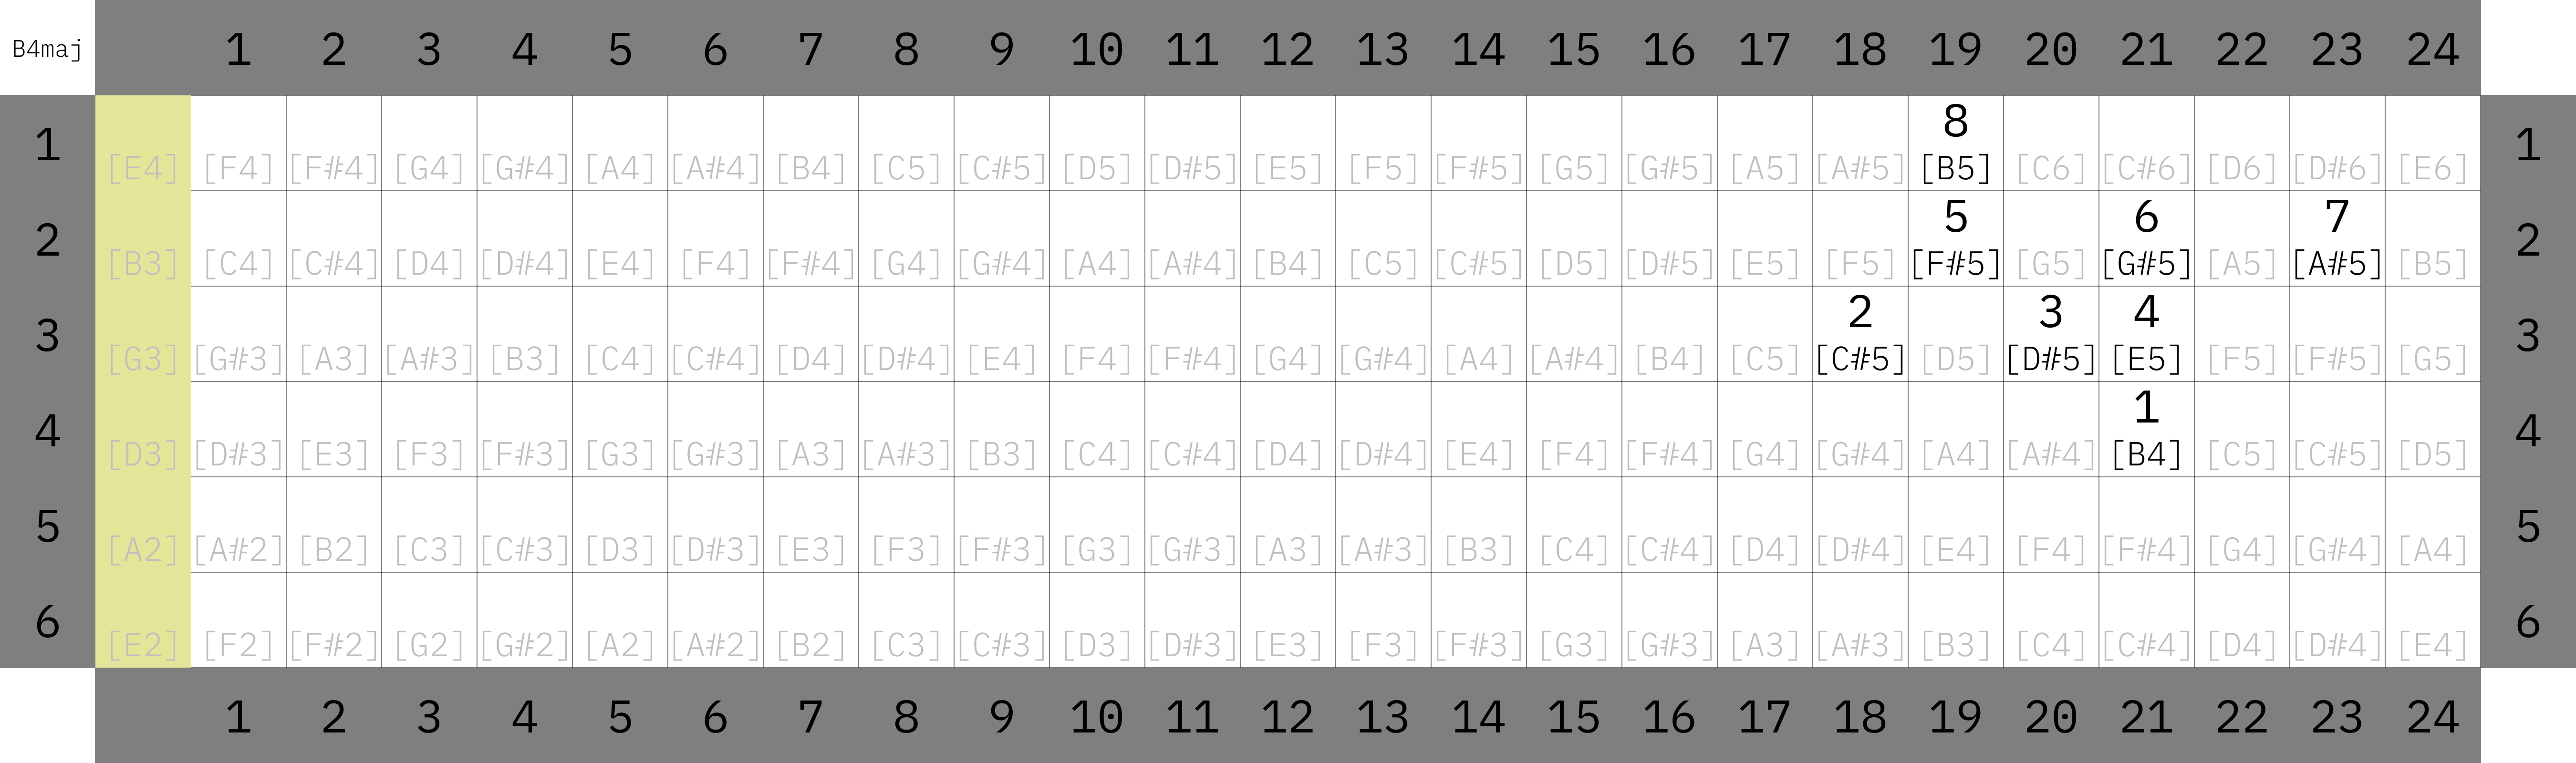 B4maj 1 2 3 4 5 6 7 8 9 10 11 12 13 14 15 16 17 18 19 20 21 22 23 24
8
1 [E4] [F4] [F#4] [G4] [G#4] [A4] [A#4] [B4] [C5] [C#5] [D5] [D#5] [E5] [F5] [F#5] [G5] [G#5] [A5] [A#5] [B5] [C6] [C#6] [D6] [D#6] [E6] 1
5 6 7
2 [B3] [C4] [C#4] [D4] [D#4] [E4] [F4] [F#4] [G4] [G#4] [A4] [A#4] [B4] [C5] [C#5] [D5] [D#5] [E5] [F5] [F#5] [G5] [G#5] [A5] [A#5] [B5] 2
2 3 4
3 [G3] [G#3] [A3] [A#3] [B3] [C4] [C#4] [D4] [D#4] [E4] [F4] [F#4] [G4] [G#4] [A4] [A#4] [B4] [C5] [C#5] [D5] [D#5] [E5] [F5] [F#5] [G5] 3
1
4 [D3] [D#3] [E3] [F3] [F#3] [G3] [G#3] [A3] [A#3] [B3] [C4] [C#4] [D4] [D#4] [E4] [F4] [F#4] [G4] [G#4] [A4] [A#4] [B4] [C5] [C#5] [D5] 4
5 [A2] [A#2] [B2] [C3] [C#3] [D3] [D#3] [E3] [F3] [F#3] [G3] [G#3] [A3] [A#3] [B3] [C4] [C#4] [D4] [D#4] [E4] [F4] [F#4] [G4] [G#4] [A4] 5
6 [E2] [F2] [F#2] [G2] [G#2] [A2] [A#2] [B2] [C3] [C#3] [D3] [D#3] [E3] [F3] [F#3] [G3] [G#3] [A3] [A#3] [B3] [C4] [C#4] [D4] [D#4] [E4] 6
1 2 3 4 5 6 7 8 9 10 11 12 13 14 15 16 17 18 19 20 21 22 23 24